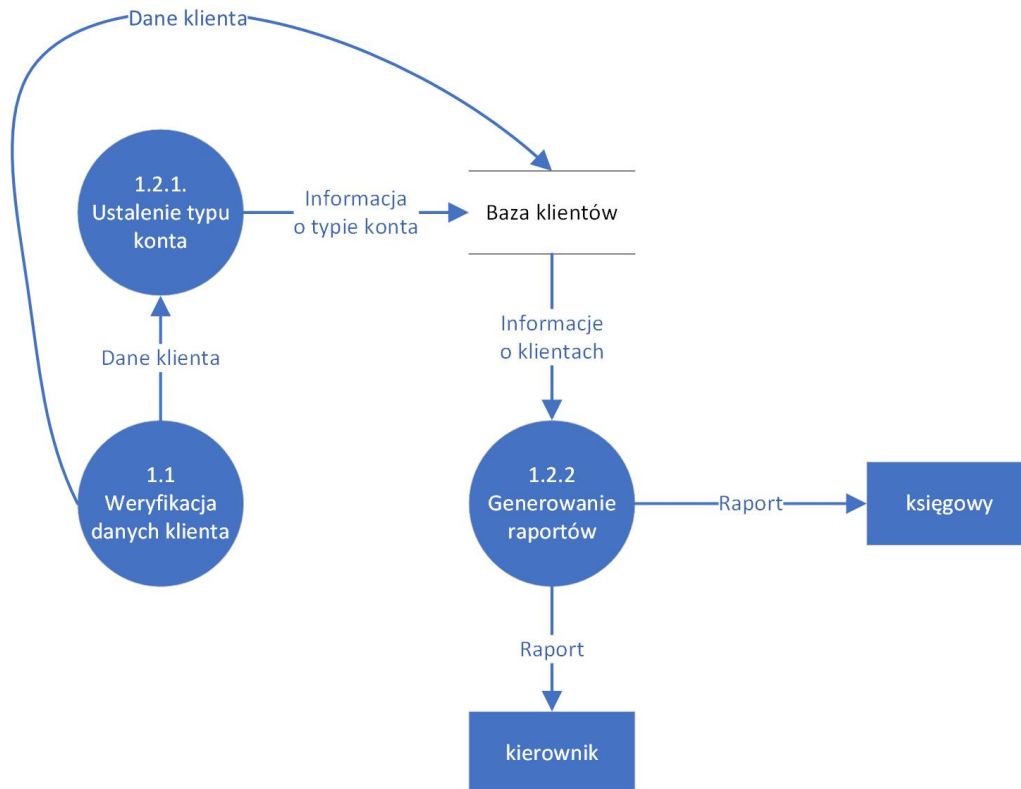 Dane klienta
1.2.1.
Ustalenie typu
konta
Informacja
o typie konta
Baza klientów
Dane klienta
Informacje
o klientach
1.1
Weryfikacja
danych klienta
1.2.2
Generowanie
raportów
Raport
księgowy
Raport
kierownik